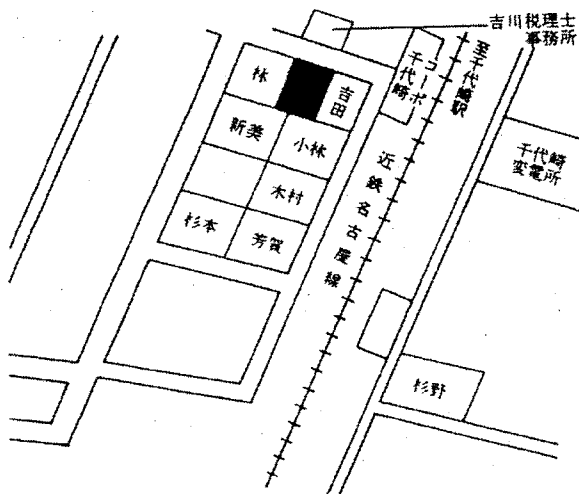 吉川税理士
事務所
至千代崎駅
コーポ
千代崎
林
吉田
新美
小林
千代崎
変電所
近鉄名古屋線
木村
杉本
芳賀
杉野